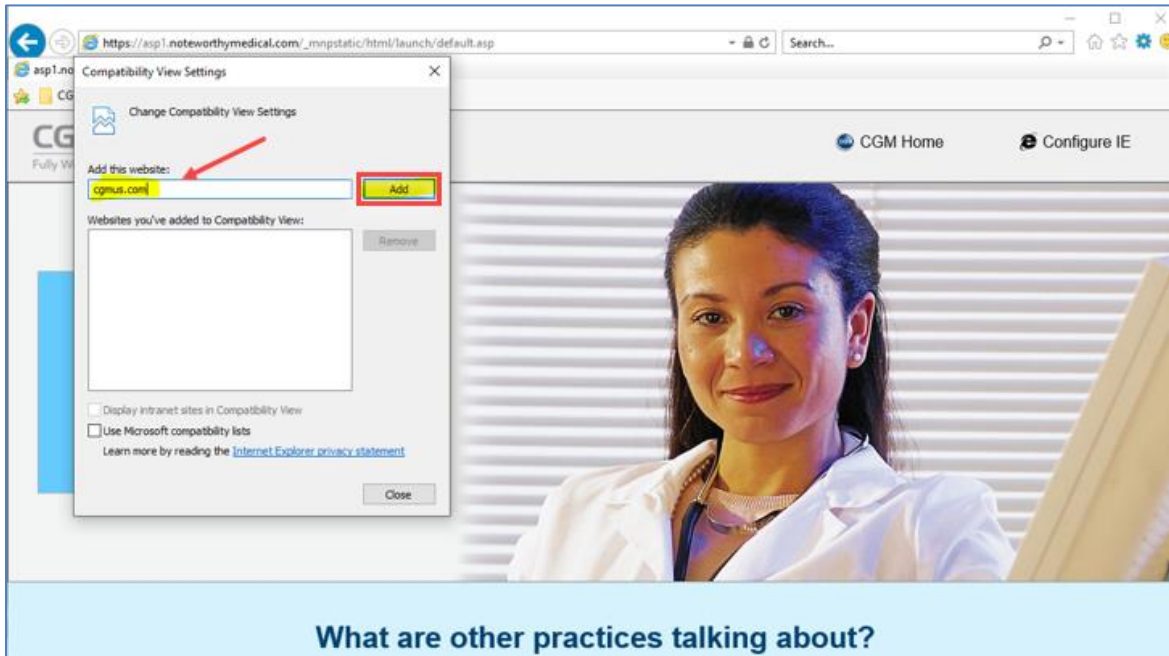 https://asp1.noteworthymedical.com/_mnpstatic/html/launch/default.asp
Search...
asp1.no
CG
Compatibility View Settings
Change Compatibility View Settings
Add this website:
cgmus.com
Add
Websites you've added to Compatibility View:
Remove
Display intranet sites in Compatibility View
Use Microsoft compatibility lists
Learn more by reading the Internet Explorer privacy statement
Close
CG
Fully W
CGM Home
Configure IE
What are other practices talking about?